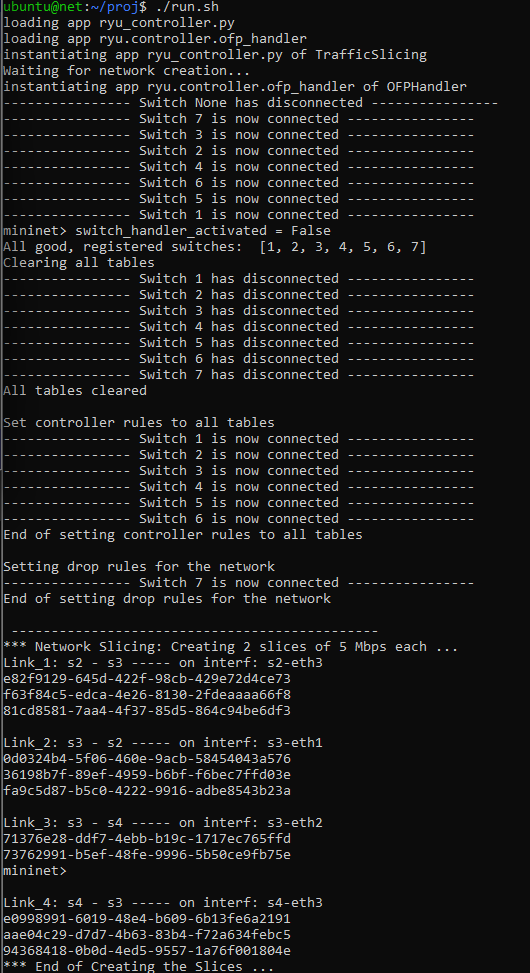 ubuntu@net:~/proj$ ./run.sh
loading app ryu_controller.py
loading app ryu.controller.ofp_handler
instantiating app ryu_controller.py of TrafficSlicing
Waiting for network creation...
instantiating app ryu.controller.ofp_handler of OFPHandler
---------------- Switch None has disconnected ----------------
---------------- Switch 7 is now connected ----------------
---------------- Switch 3 is now connected ----------------
---------------- Switch 2 is now connected ----------------
---------------- Switch 4 is now connected ----------------
---------------- Switch 6 is now connected ----------------
---------------- Switch 5 is now connected ----------------
---------------- Switch 1 is now connected ----------------
mininet> switch_handler_activated = False
All good, registered switches:  [1, 2, 3, 4, 5, 6, 7]
Clearing all tables
---------------- Switch 1 has disconnected ----------------
---------------- Switch 2 has disconnected ----------------
---------------- Switch 3 has disconnected ----------------
---------------- Switch 4 has disconnected ----------------
---------------- Switch 5 has disconnected ----------------
---------------- Switch 6 has disconnected ----------------
---------------- Switch 7 has disconnected ----------------
All tables cleared
Set controller rules to all tables
---------------- Switch 1 is now connected ----------------
---------------- Switch 2 is now connected ----------------
---------------- Switch 3 is now connected ----------------
---------------- Switch 4 is now connected ----------------
---------------- Switch 5 is now connected ----------------
---------------- Switch 6 is now connected ----------------
End of setting controller rules to all tables
Setting drop rules for the network
---------------- Switch 7 is now connected ----------------
End of setting drop rules for the network
-----------------------------------------------
*** Network Slicing: Creating 2 slices of 5 Mbps each ...
Link_1: s2 - s3 ----- on interf: s2-eth3
e82f9129-645d-422f-98cb-429e72d4ce73
f63f84c5-edca-4e26-8130-2fdeaaaa66f8
81cd8581-7aa4-4f37-85d5-864c94be6df3
Link_2: s3 - s2 ----- on interf: s3-eth1
0d0324b4-5f06-460e-9acb-58454043a576
36198b7f-89ef-4959-b6bf-f6bec7ffd03e
fa9c5d87-b5c0-4222-9916-adbe8543b23a
Link_3: s3 - s4 ----- on interf: s3-eth2
71376e28-ddf7-4ebb-b19c-1717ec765ffd
73762991-b5ef-48fe-9996-5b50ce9fb75e
mininet>
Link_4: s4 - s3 ----- on interf: s4-eth3
e0998991-6019-48e4-b609-6b13fe6a2191
aae04c29-d7d7-4b63-83b4-f72a634febc5
94368418-0b0d-4ed5-9557-1a76f001804e
*** End of Creating the Slices ...